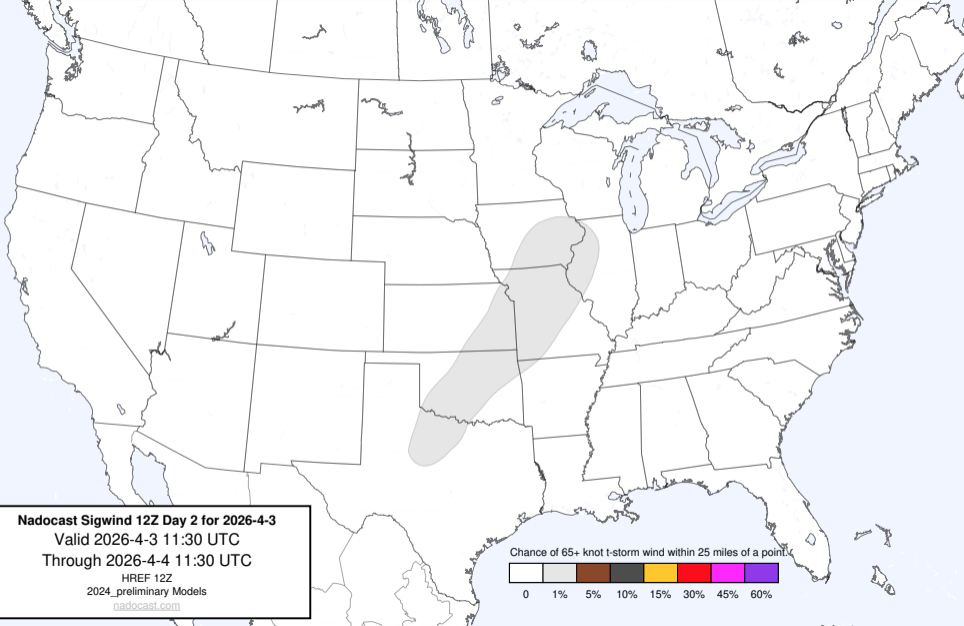 Nadocast Sigwind 12Z Day 2 for 2026-4-3
Valid 2026-4-3 11:30 UTC
Through 2026-4-4 11:30 UTC
HREF 12Z
2024_preliminary Models
nadocast.com
Chance of 65+ knot t-storm wind within 25 miles of a point.
0 1% 5% 10% 15% 30% 45% 60%